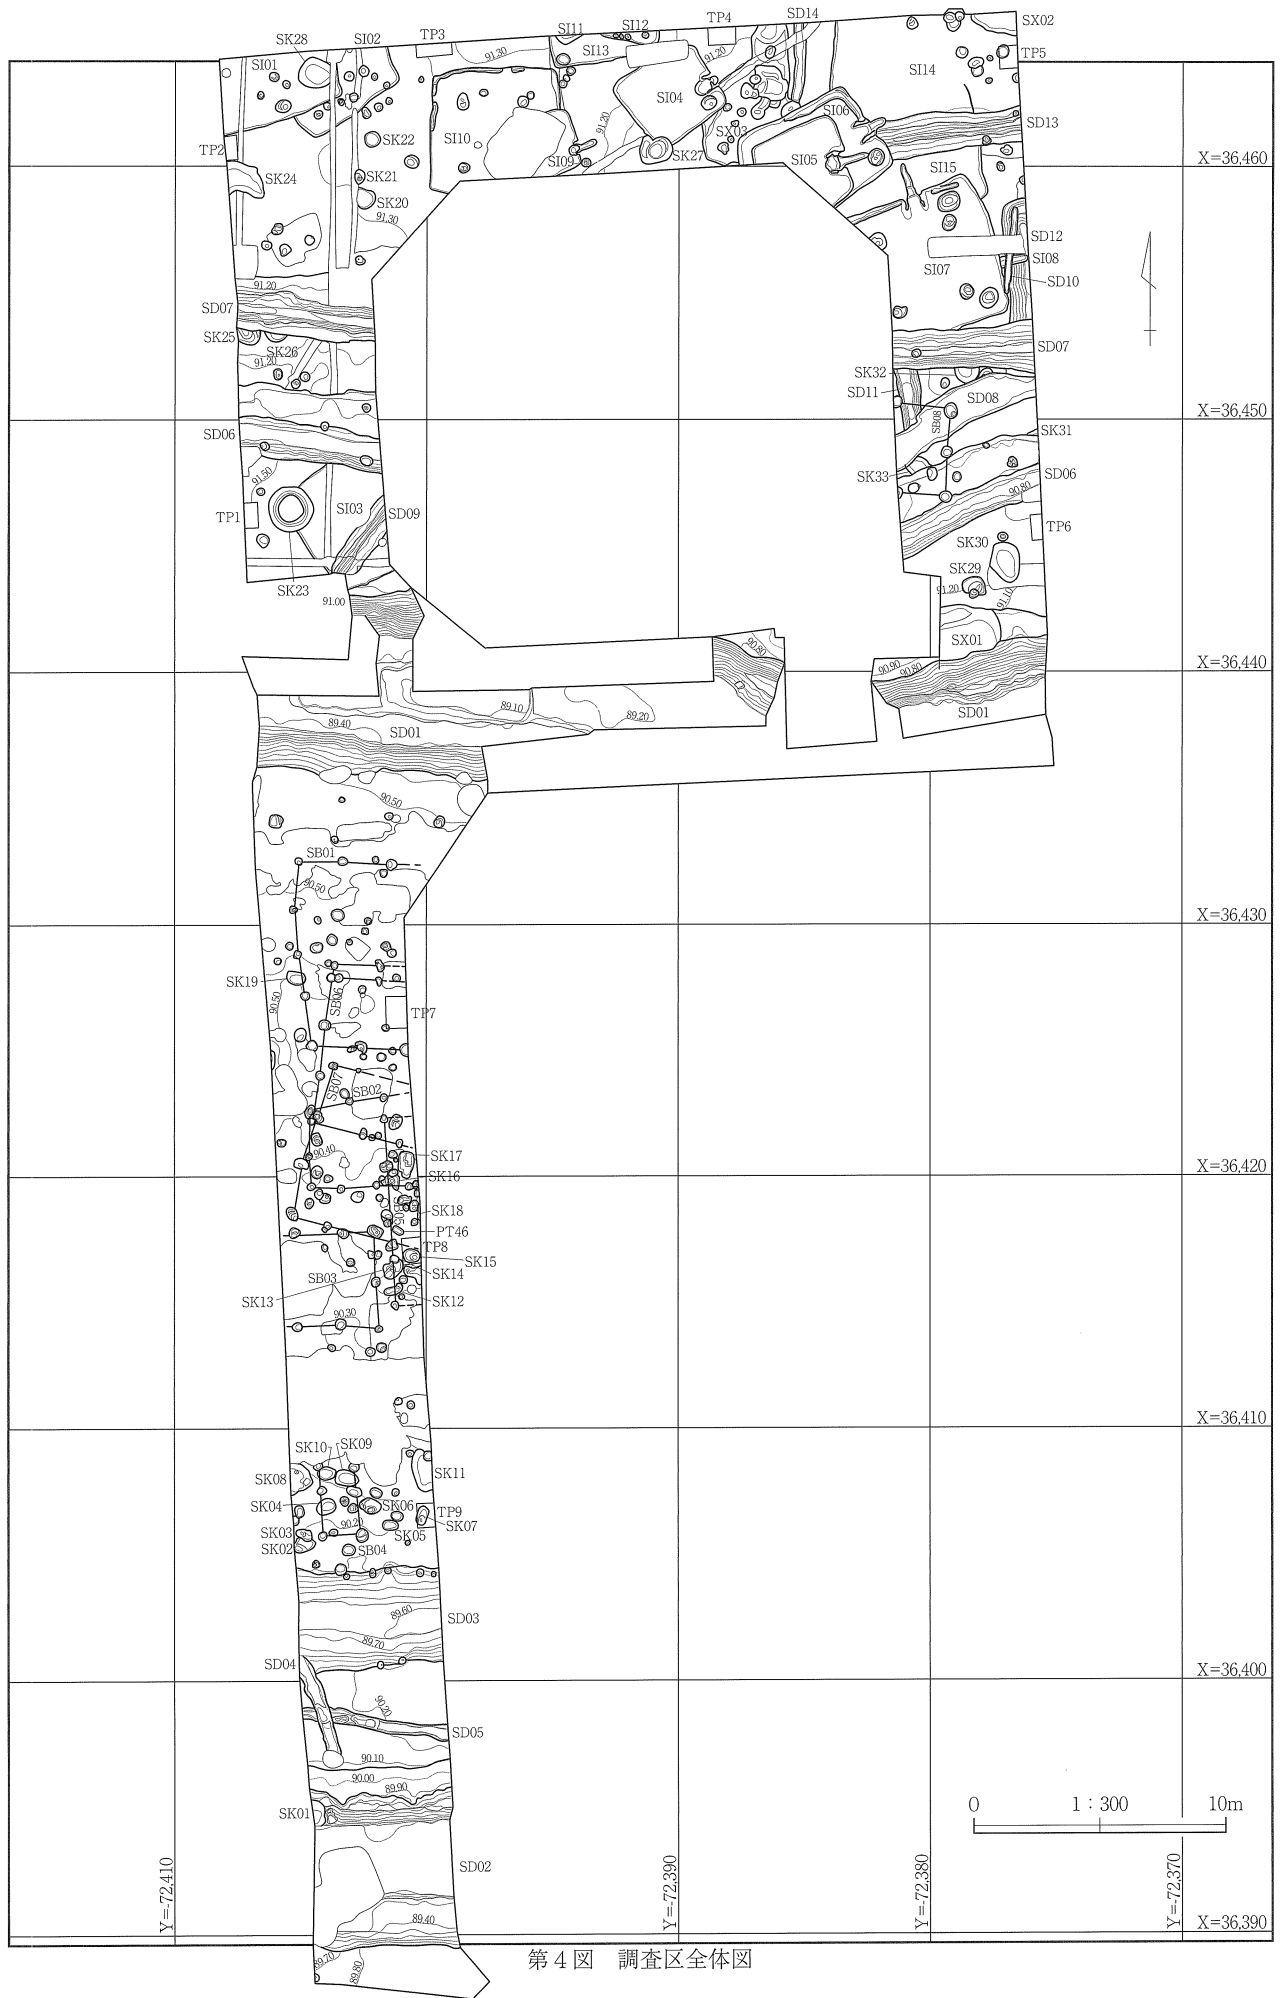 SX02
SK28
SI02
TP3
SI11
SI12
TP4
SD14
SI01
91.30
SI13
91.20
TP5
SI14
SI04
SI06
SI10
91.20
SX03
SD13
TP2
SK22
SI09
SK27
SI05
X=36,460
SK24
SK21
SI15
SK20
91.30
SD12
SI07
SI08
91.20
SD10
SD07
SK25
SD07
SK26
91.20
SK32
SD11
SD08
SB08
X=36,450
SD06
SK31
91.50
SK33
SD06
90.80
TP1
SI03
SD09
TP6
SK30
SK23
SK29
91.20
91.10
91.00
SX01
90.80
90.90
90.80
X=36,440
89.10
89.20
89.40
SD01
SD01
90.50
SB01
90.50
X=36,430
SK19
SB06
90.50
TP7
SB07
SB02
90.40
SK17
SK16
X=36,420
SB05
SK18
PT46
TP8
SK15
SB03
SK14
SK13
SK12
90.30
X=36,410
SK10
SK09
SK08
SK11
SK04
SK06
TP9
90.20
SK07
SK03
SK05
SK02
SB04
89.60
SD03
89.70
SD04
X=36,400
90.20
SD05
90.10
90.00
89.90
SK01
0
1：300
10m
SD02
Y=-72,410
Y=-72,390
Y=-72,380
Y=-72,370
89.40
X=36,390
89.70
89.80
第４図　調査区全体図